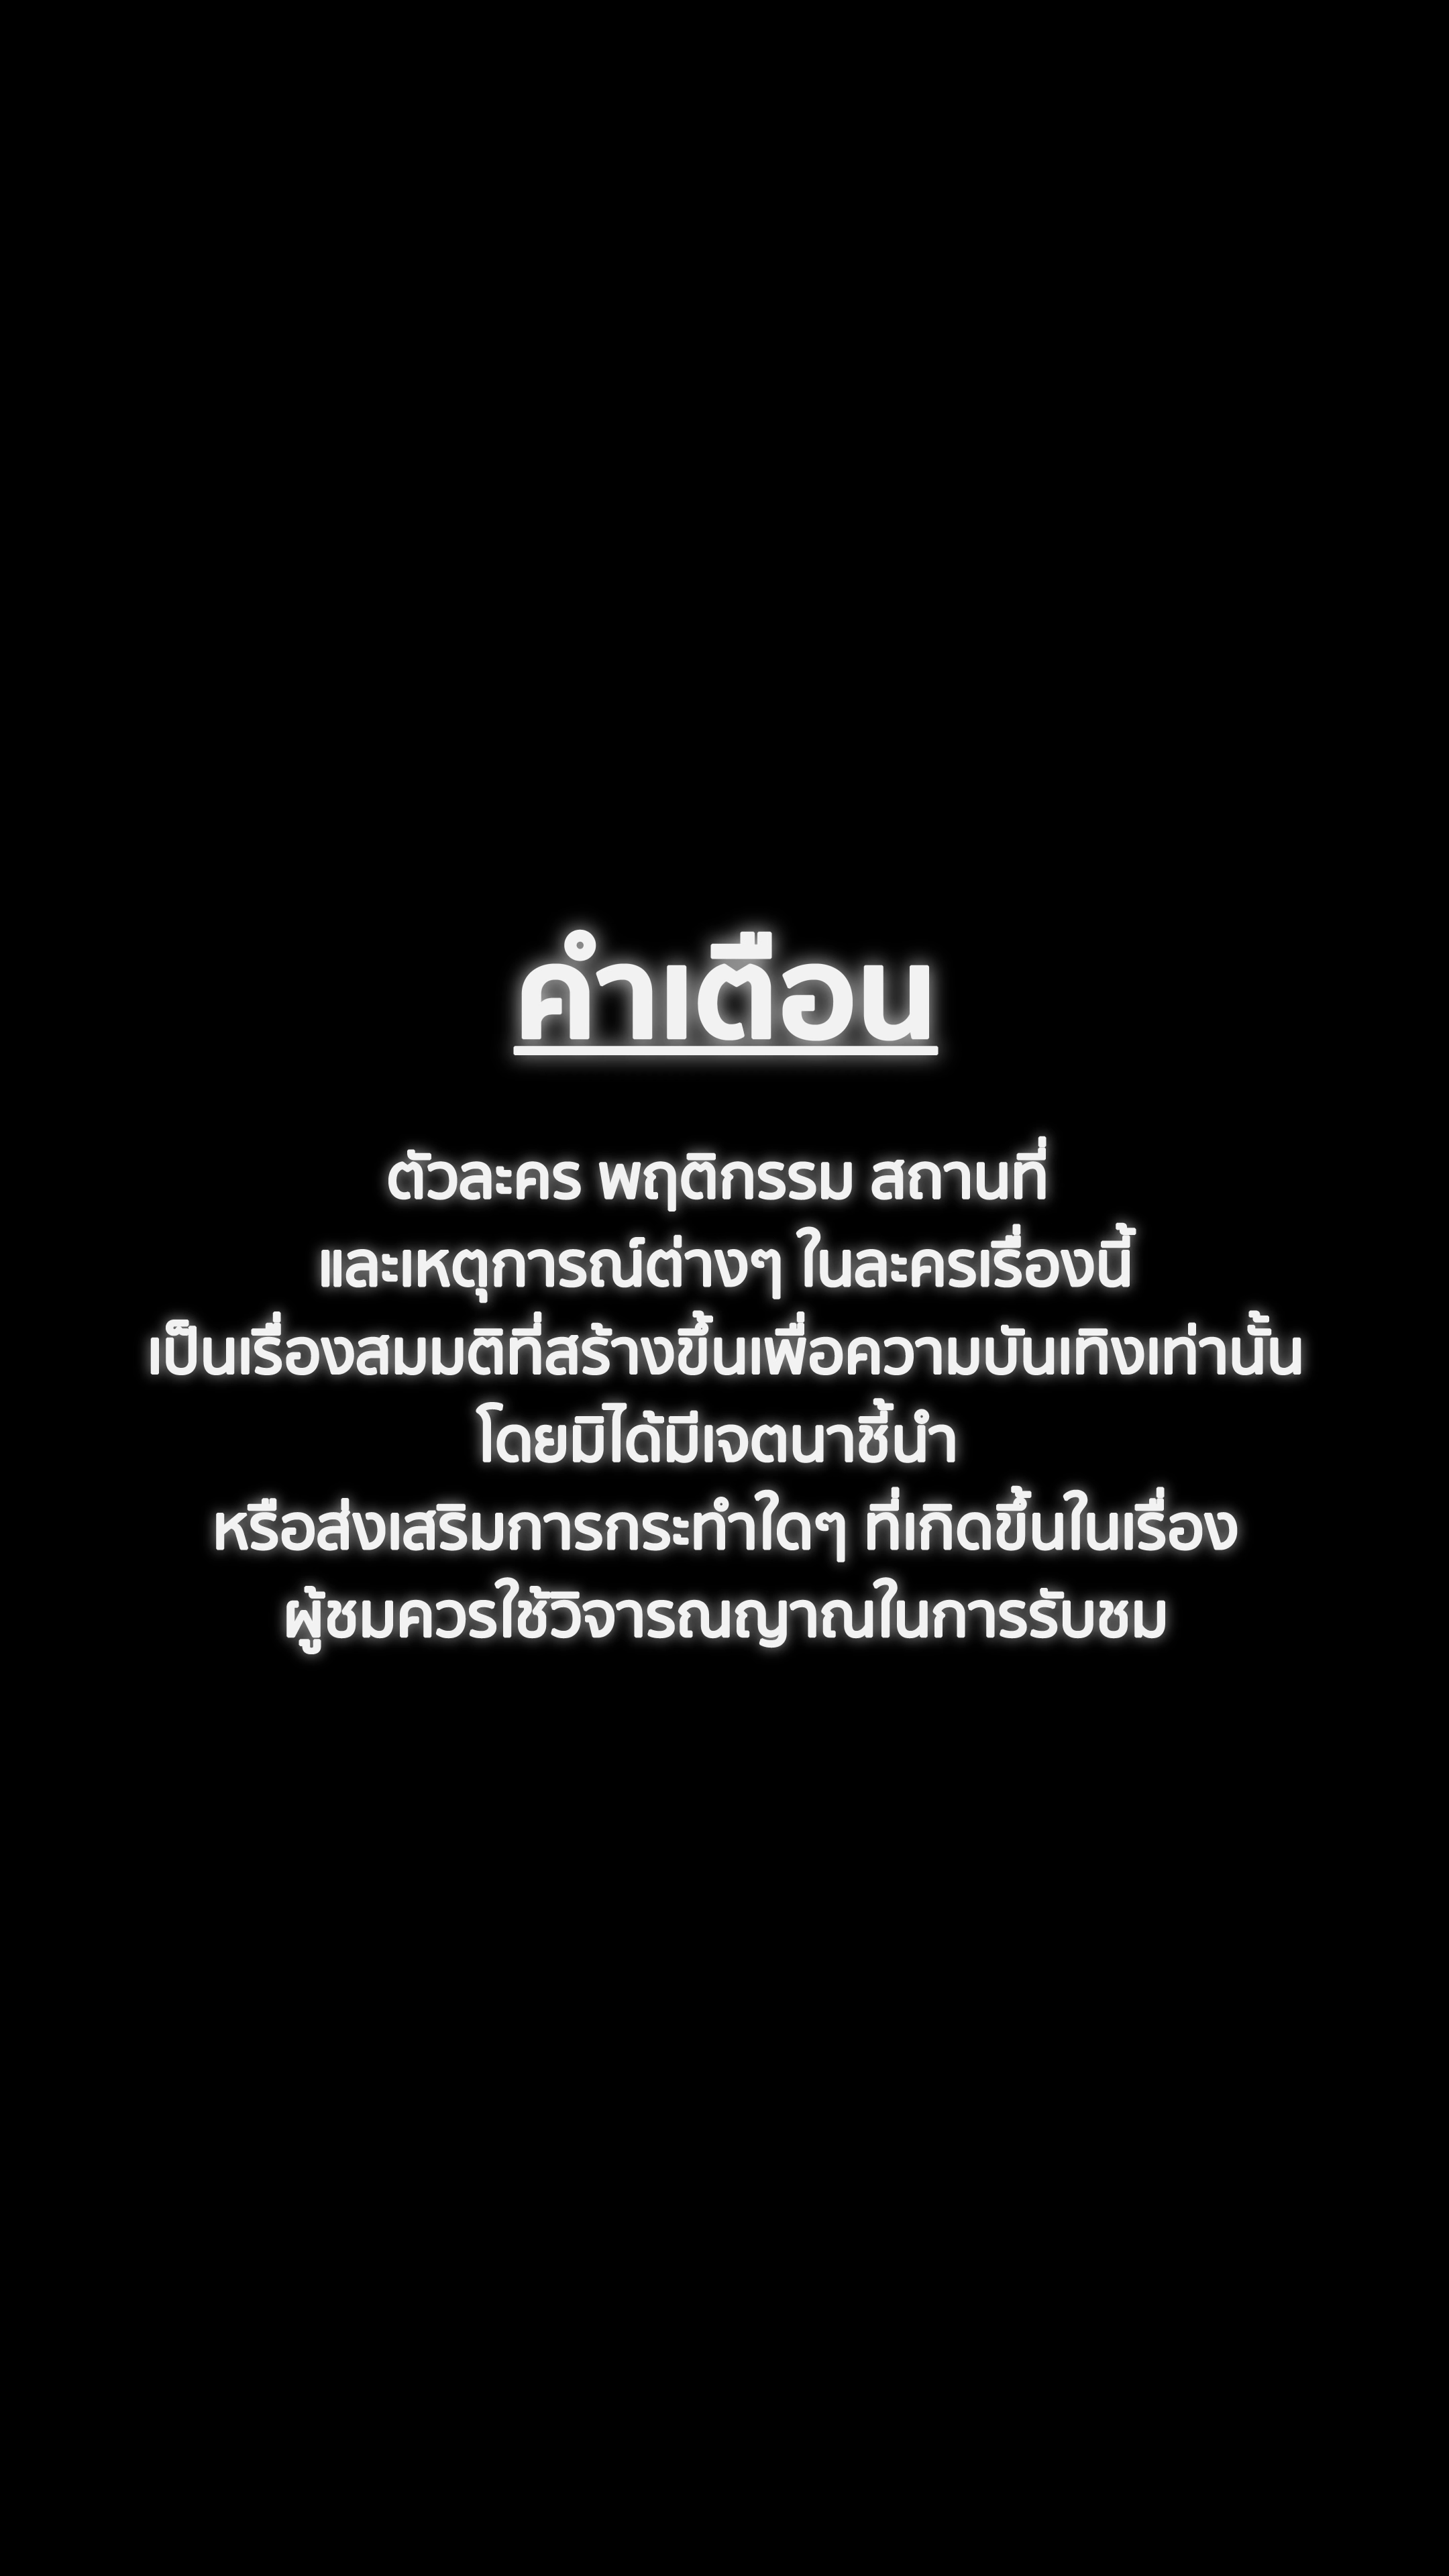 คำเตือน
ตัวละคร พฤติกรรม สถานที่
และเหตุการณ์ต่างๆ ในละครเรื่องนี้
เป็นเรื่องสมมติที่สร้างขึ้นเพื่อความบันเทิงเท่านั้น
โดยมิได้มีเจตนาชี้นำ
หรือส่งเสริมการกระทำใดๆ ที่เกิดขึ้นในเรื่อง
ผู้ชมควรใช้วิจารณญาณในการรับชม